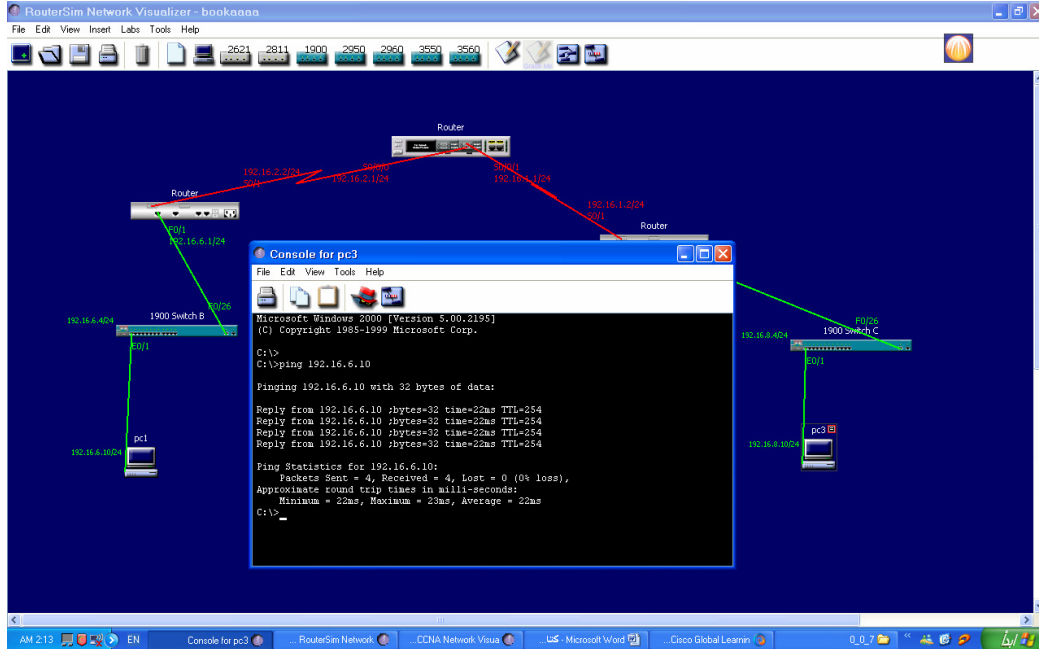 RouterSim Network Visualizer - bookaaaa
File Edit View Insert Labs Tools Help
2621 2811 1900 2950 2960 3550 3560
Router
192.16.2.2/24
S0/1
S0/0/0
192.16.2.1/24
S0/0/1
192.16.1.1/24
192.16.1.2/24
S0/1
Router
Router
F0/1
192.16.6.1/24
F0/26
192.16.6.4/24
1900 Switch B
E0/1
pc1
192.16.6.10/24
F0/26
192.16.8.4/24
1900 Switch C
E0/1
pc3
192.16.8.10/24
Console for pc3
File Edit View Tools Help
Microsoft Windows 2000 [Version 5.00.2195]
(C) Copyright 1985-1999 Microsoft Corp.
C:\>
C:\>ping 192.16.6.10
Pinging 192.16.6.10 with 32 bytes of data:
Reply from 192.16.6.10 ;bytes=32 time=22ms TTL=254
Reply from 192.16.6.10 ;bytes=32 time=22ms TTL=254
Reply from 192.16.6.10 ;bytes=32 time=22ms TTL=254
Reply from 192.16.6.10 ;bytes=32 time=22ms TTL=254
Ping Statistics for 192.16.6.10:
Packets Sent = 4, Received = 4, Lost = 0 (0% loss),
Approximate round trip times in milli-seconds:
Minimum = 22ms, Maximum = 23ms, Average = 22ms
C:\>
AM 2:13 EN Console for pc3 ... RouterSim Network ...CCNA Network Visua ...كتا - Microsoft Word ...Cisco Global Learnin 0_0_7 ابدأ